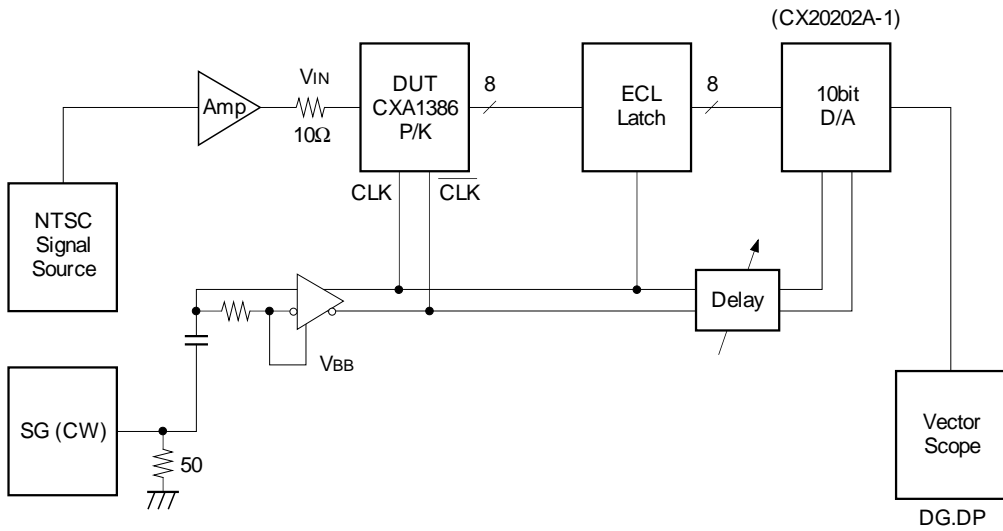 (CX20202A-1)
Amp
VIN
10Ω
DUT
CXA1386
P/K
8
ECL
Latch
8
10bit
D/A
CLK
CLK
NTSC
Signal
Source
Delay
VBB
SG (CW)
50
Vector
Scope
DG.DP